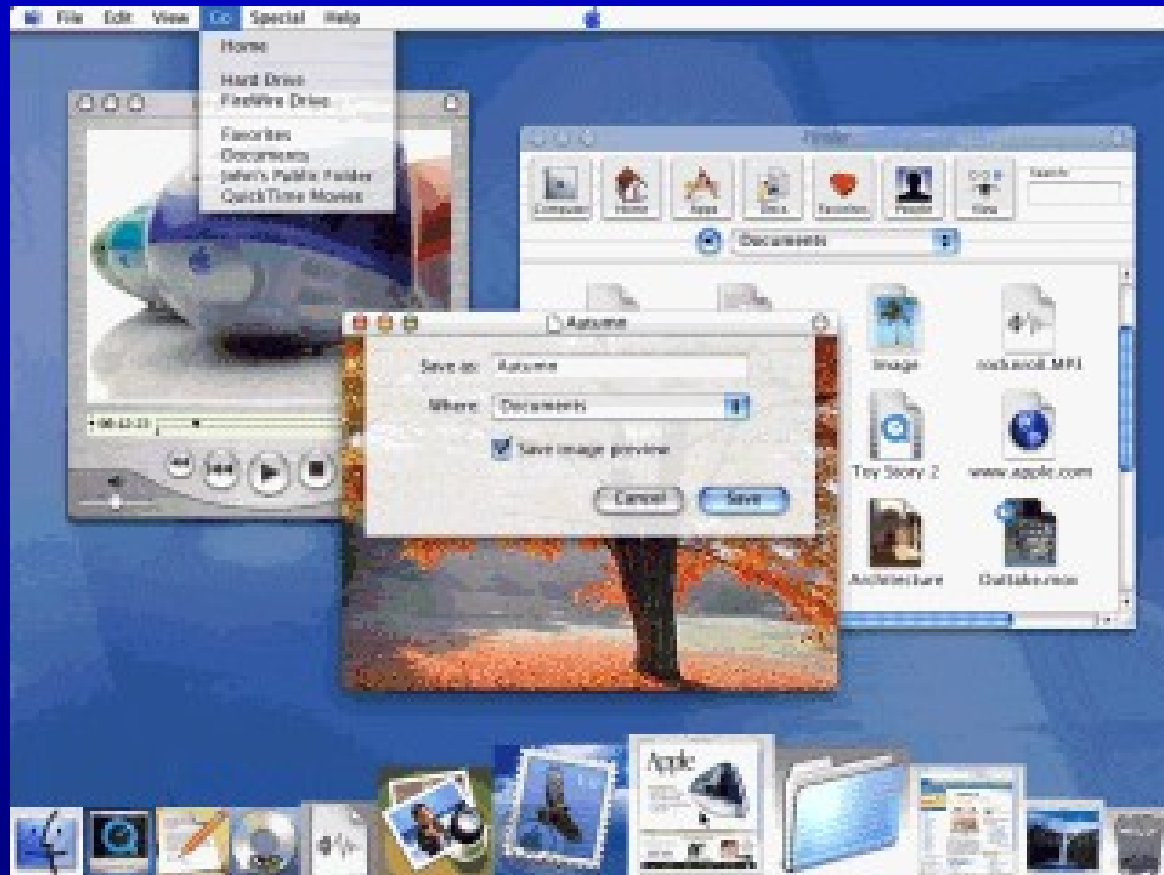 File Edit View Go Special Help
Home
Hard Drive
FireWire Drive
Favorites
Documents
John's Public Folder
QuickTime Movies
Finder
Computer Home Apps Docs Favorites People View
Search:
Documents
Autumn
Save as: Autumn
Where: Documents
Save image preview
Cancel Save
Image
rocknroll.MP3
Toy Story 2
www.apple.com
Architecture
Apple